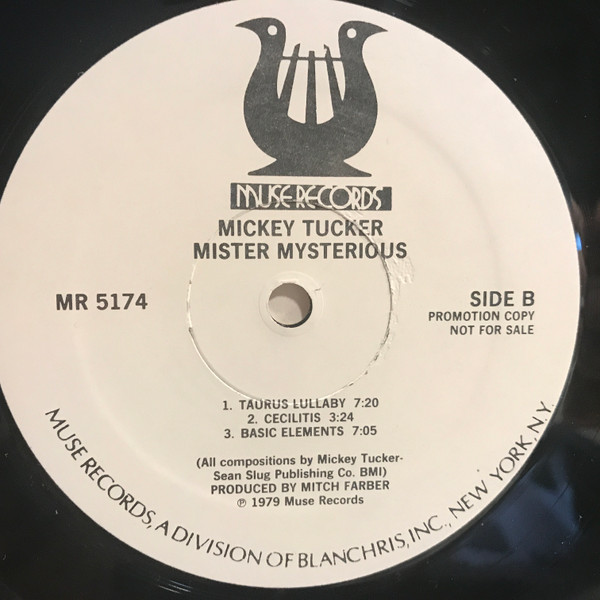 MUSE RECORDS
MICKEY TUCKER
MISTER MYSTERIOUS
MR 5174
SIDE B
PROMOTION COPY
NOT FOR SALE
1. TAURUS LULLABY 7:20
2. CECILITIS 3:24
3. BASIC ELEMENTS 7:05
(All compositions by Mickey Tucker-
Sean Slug Publishing Co. BMI)
PRODUCED BY MITCH FARBER
℗ 1979 Muse Records
MUSE RECORDS, A DIVISION OF BLANCHRIS, INC., NEW YORK, N.Y.